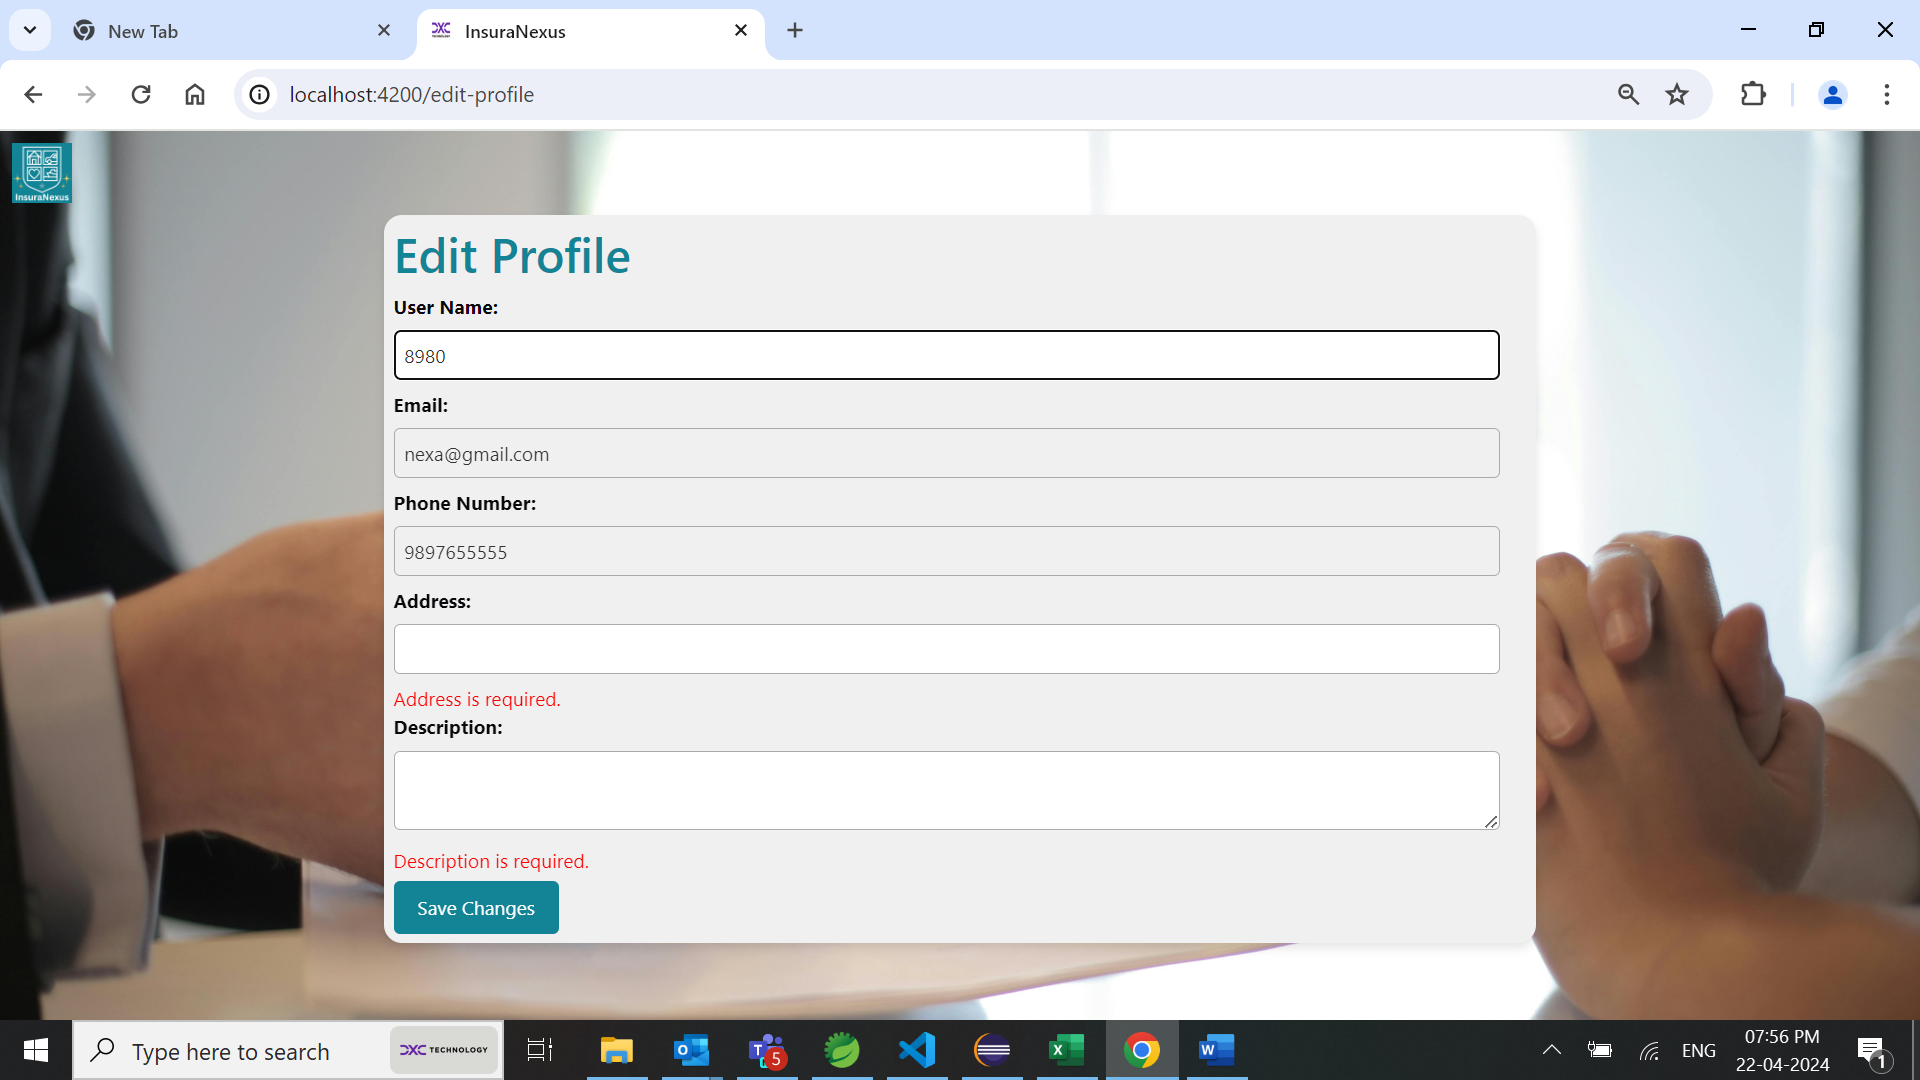 New Tab
InsuraNexus
localhost:4200/edit-profile
InsuraNexus
Edit Profile
User Name:
8980
Email:
nexa@gmail.com
Phone Number:
9897655555
Address:
Address is required.
Description:
Description is required.
Save Changes
Type here to search
DXC TECHNOLOGY
5
ENG
07:56 PM
22-04-2024
1